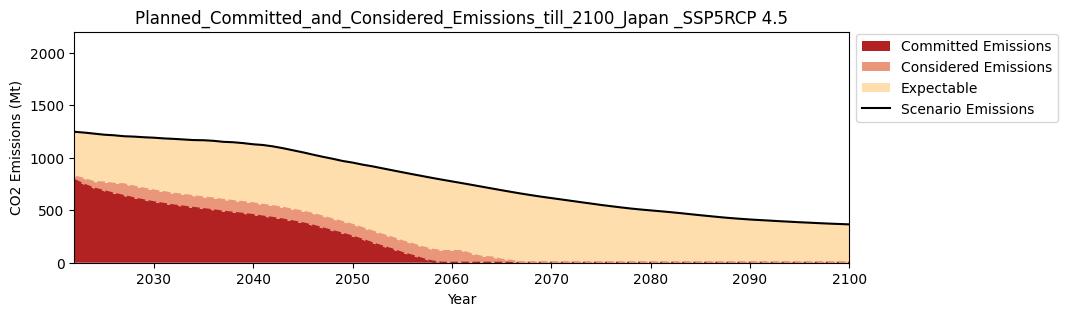 Planned_Committed_and_Considered_Emissions_till_2100_Japan _SSP5RCP 4.5
CO2 Emissions (Mt)
2000
1500
1000
500
0
2030 2040 2050 2060 2070 2080 2090 2100
Year
Committed Emissions
Considered Emissions
Expectable
Scenario Emissions